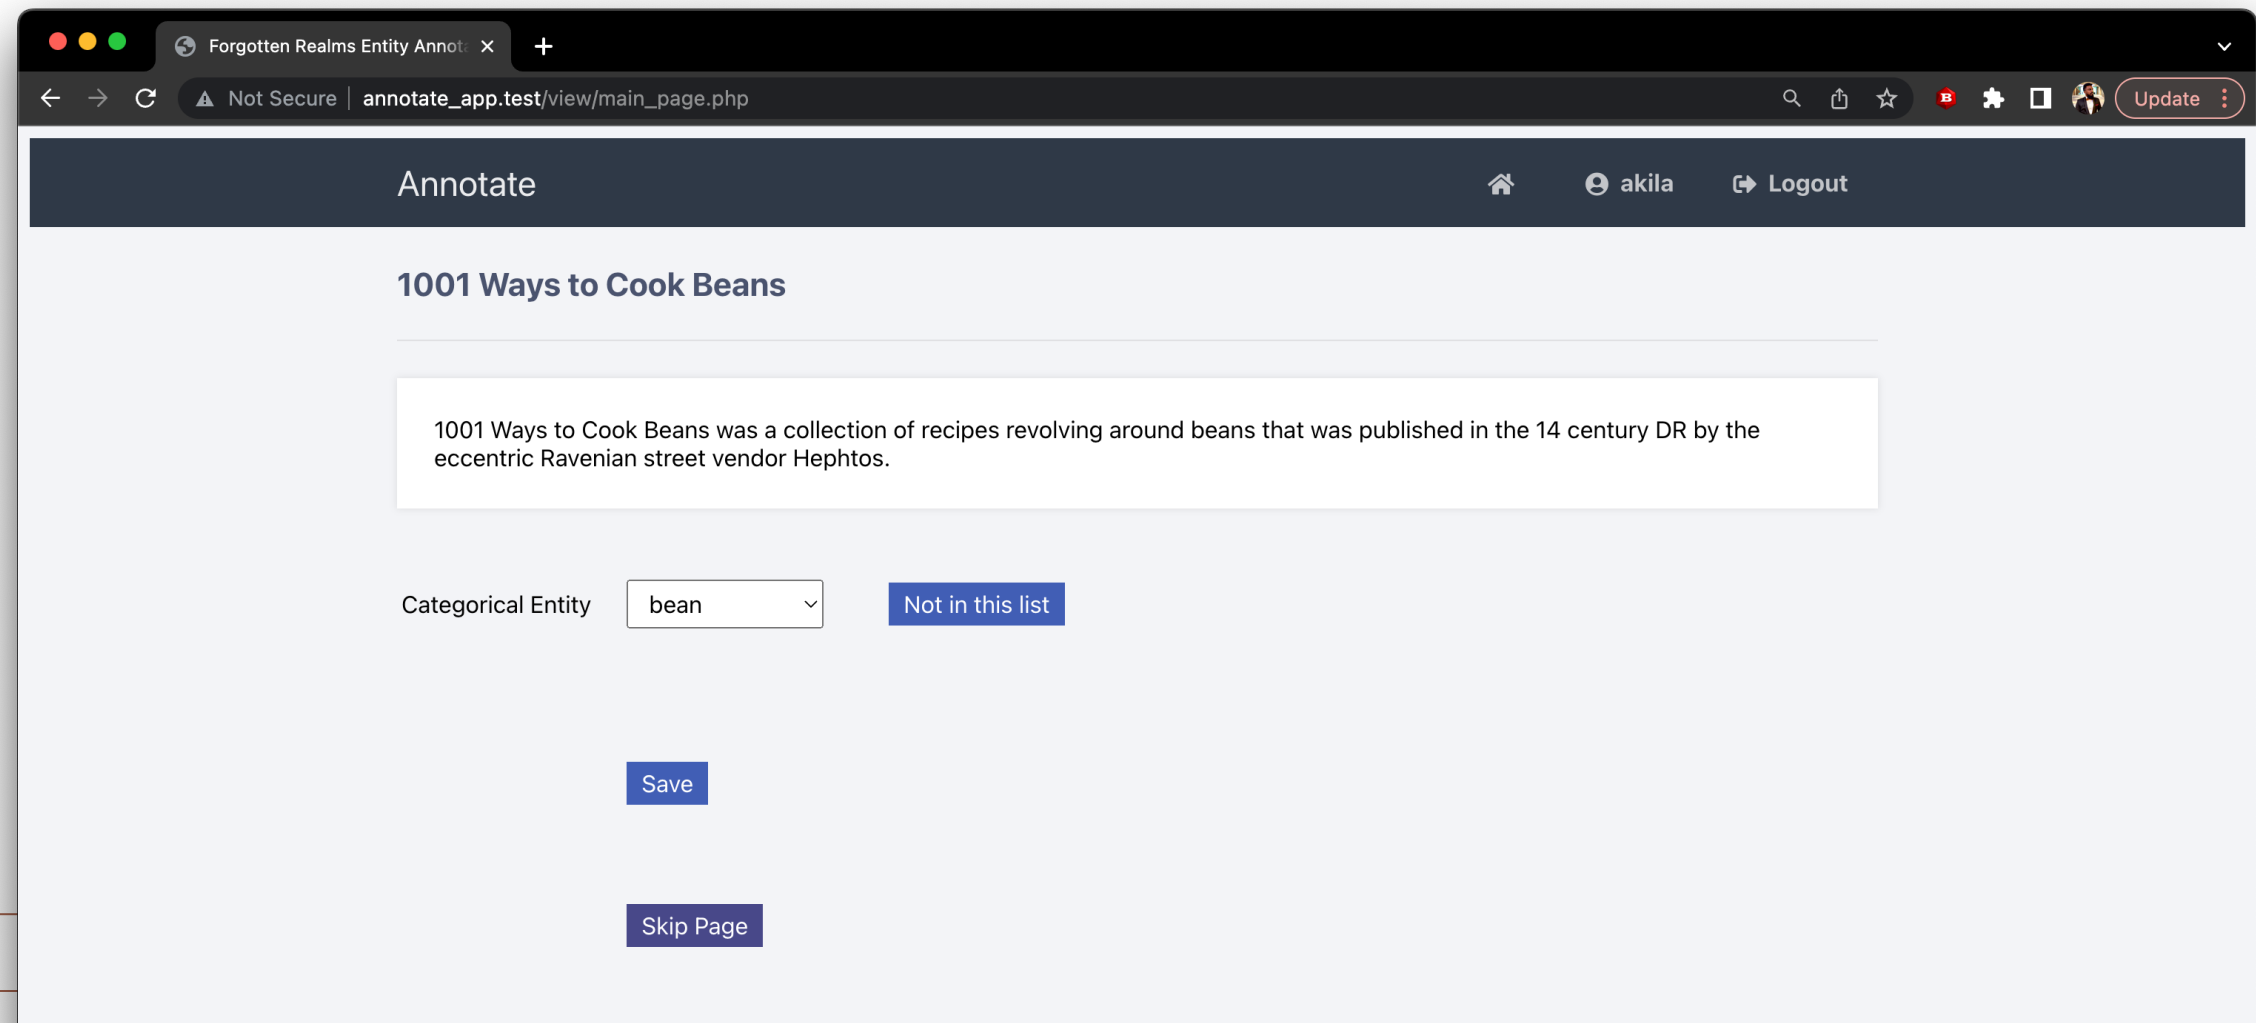 Forgotten Realms Entity Annot
Not Secure annotate_app.test/view/main_page.php
B
Update
Annotate
akila
Logout
1001 Ways to Cook Beans
1001 Ways to Cook Beans was a collection of recipes revolving around beans that was published in the 14 century DR by the
eccentric Ravenian street vendor Hephtos.
Categorical Entity
bean
Not in this list
Save
Skip Page